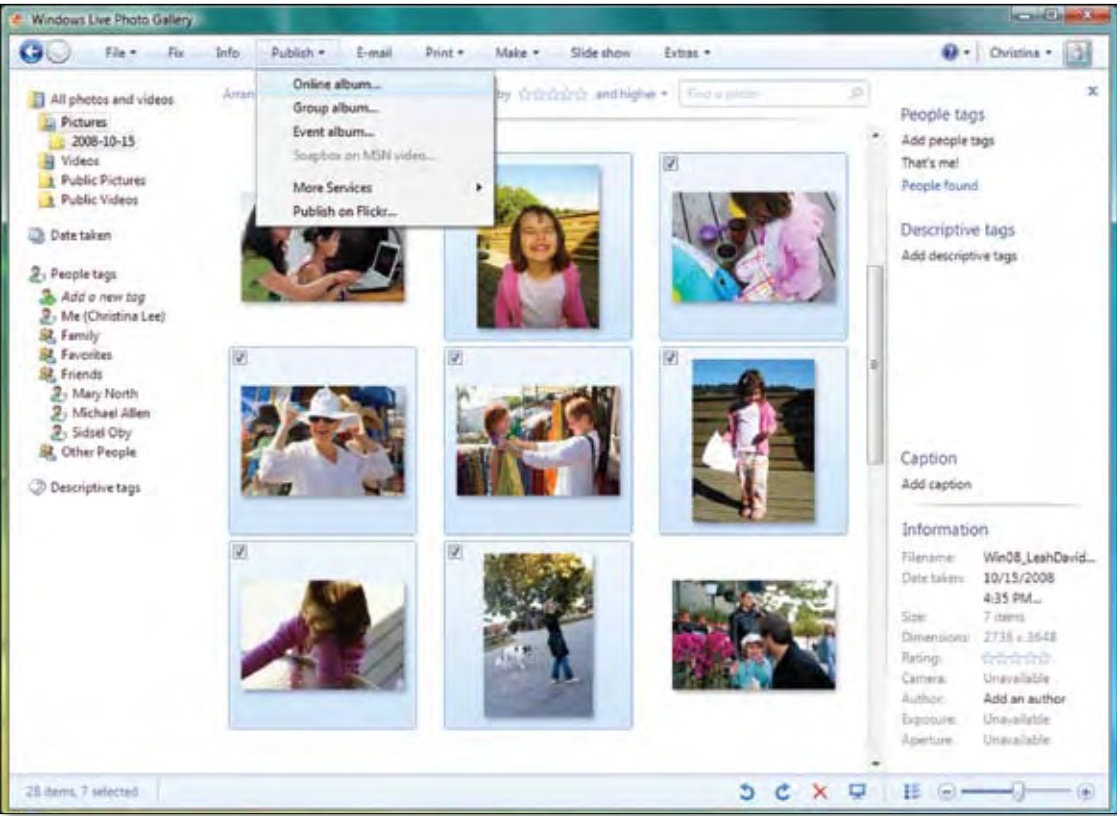 Windows Live Photo Gallery
File Fix Info Publish E-mail Print Make Slide show Extras Christina
Online album...
Group album...
Event album...
Soapbox on MSN video...
More Services
Publish on Flickr...
Arran by and higher Find a photo
All photos and videos
Pictures
2008-10-15
Videos
Public Pictures
Public Videos
Date taken
People tags
Add a new tag
Me (Christina Lee)
Family
Favorites
Friends
Mary North
Michael Allen
Sidsel Oby
Other People
Descriptive tags
People tags
Add people tags
That's me!
People found
Descriptive tags
Add descriptive tags
Caption
Add caption
Information
Filename: Win08_LeahDavid...
Date taken: 10/15/2008
4:35 PM...
Size: 7 items
Dimensions: 2736 x 3648
Rating:
Camera: Unavailable
Author: Add an author
Exposure: Unavailable
Aperture: Unavailable
28 items, 7 selected